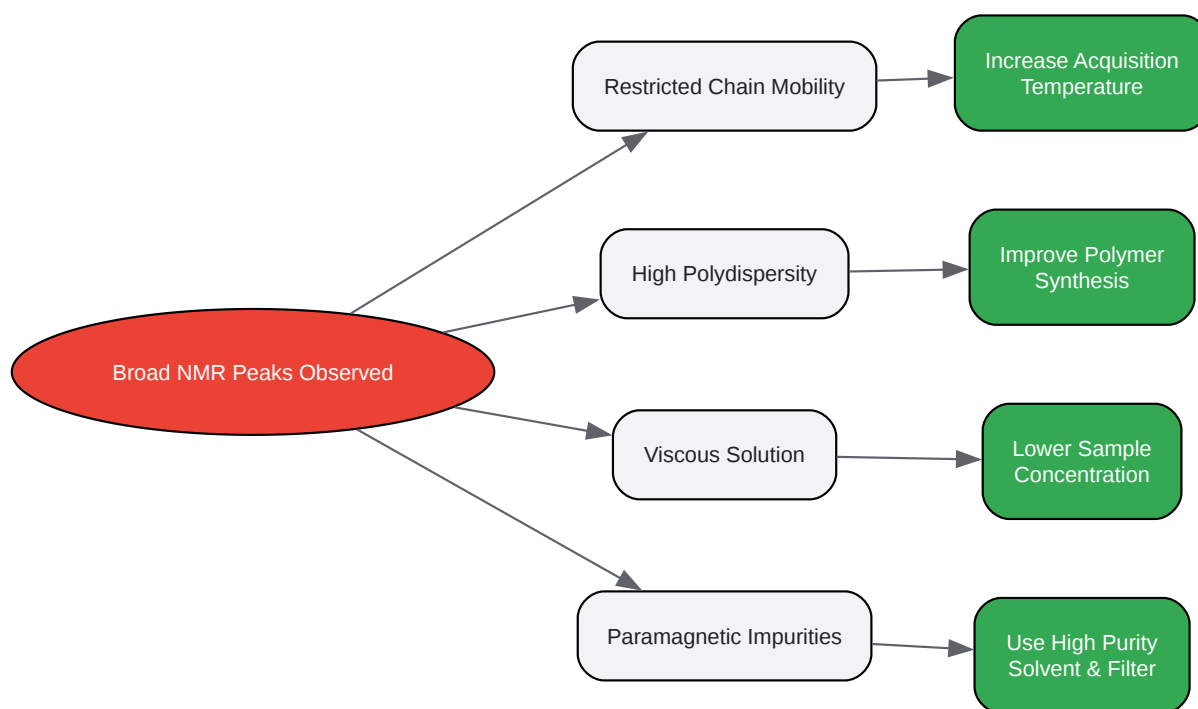 Restricted Chain Mobility
Increase Acquisition
Temperature
High Polydispersity
Improve Polymer
Synthesis
Broad NMR Peaks Observed
Viscous Solution
Lower Sample
Concentration
Paramagnetic Impurities
Use High Purity
Solvent & Filter